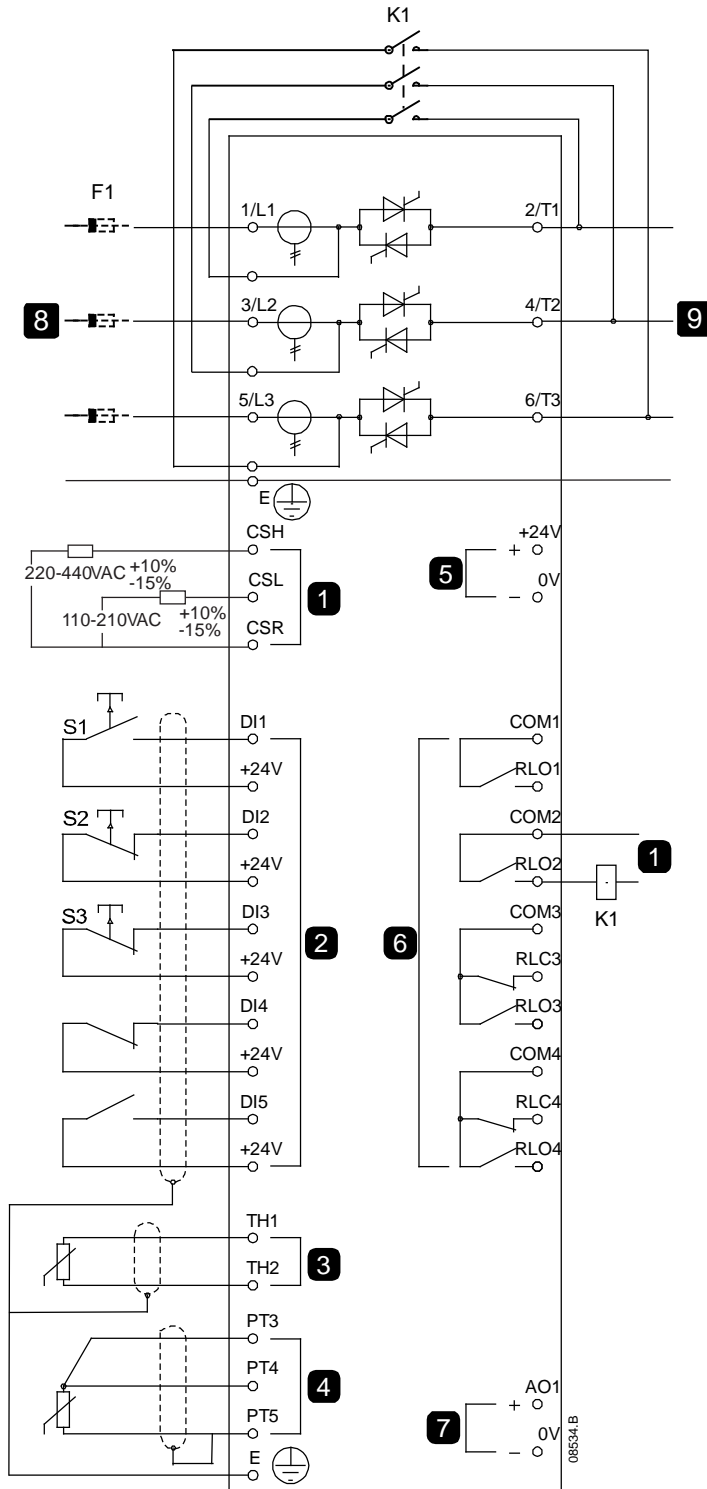 K1
F1
1/L1
2/T1
8
3/L2
4/T2
9
5/L3
6/T3
E
CSH
+24V
+
220-440VAC +10%
-15%
CSL
1
5
0V
−
110-210VAC +10%
-15%
CSR
S1
DI1
COM1
+24V
RLO1
S2
DI2
COM2
1
+24V
RLO2
K1
S3
DI3
COM3
2
6
+24V
RLC3
DI4
RLO3
+24V
COM4
DI5
RLC4
+24V
RLO4
TH1
3
TH2
PT3
PT4
4
AO1
+
PT5
7
0V
−
E
08534.B